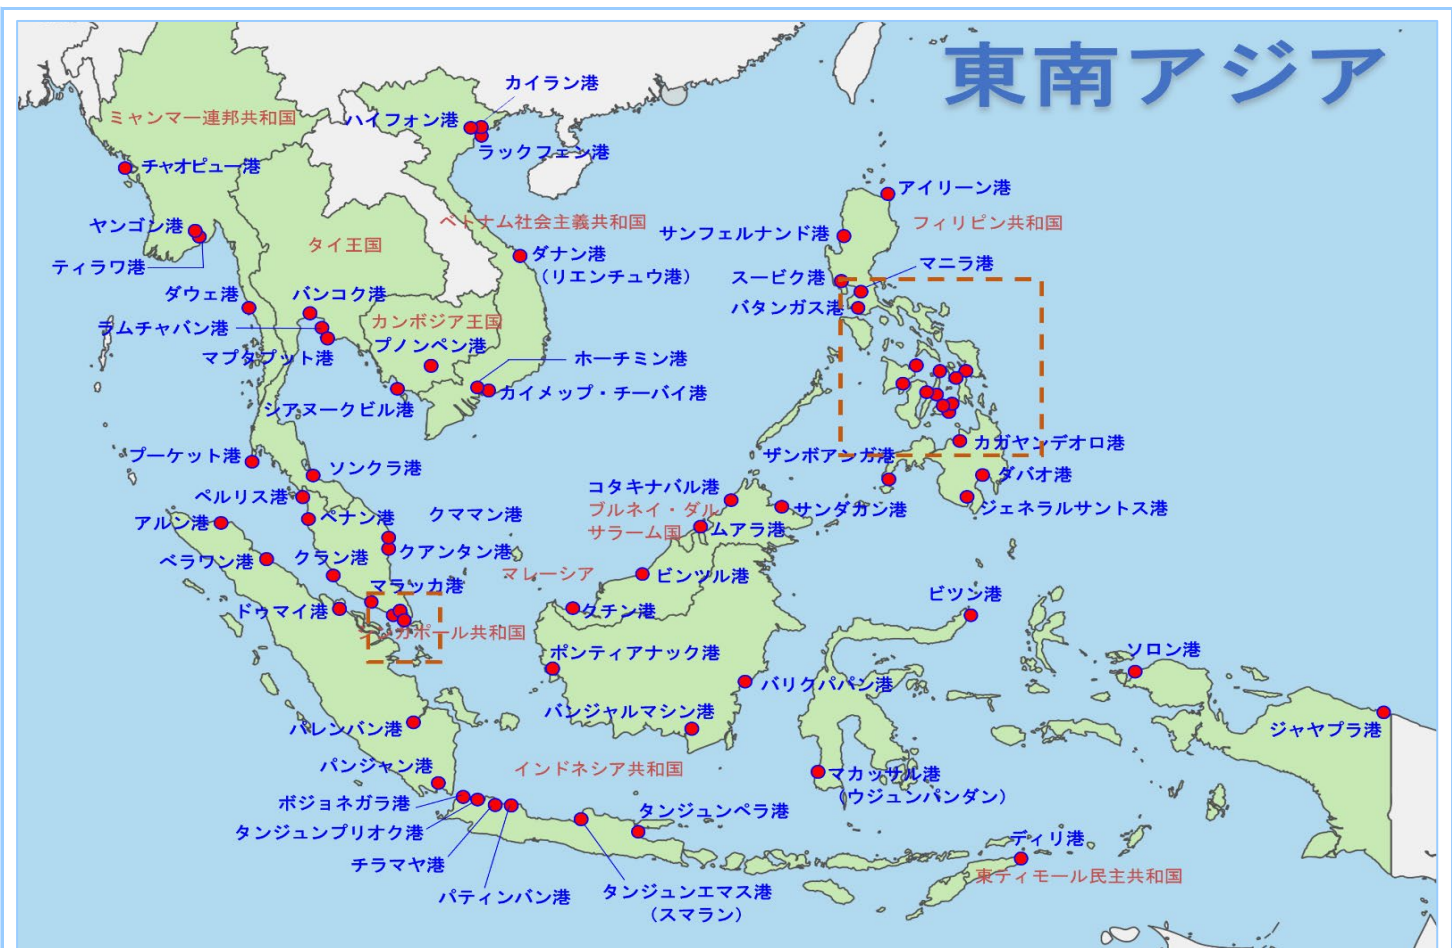 東南アジア
カイラン港
ミャンマー連邦共和国
ハイフォン港
ラックフェン港
チャオピュー港
アイリーン港
ヤンゴン港
ベトナム社会主義共和国
フィリピン共和国
サンフェルナンド港
タイ王国
ダナン港
（リエンチュウ港）
ティラワ港
マニラ港
スービク港
ダウェ港
バンコク港
バタンガス港
カンボジア王国
ラムチャバン港
プノンペン港
マプタプット港
ホーチミン港
カイメップ・チーバイ港
シアヌークビル港
カガヤンデオロ港
プーケット港
ザンボアンガ港
ソンクラ港
ダバオ港
ペルリス港
コタキナバル港
サンダカン港
ジェネラルサントス港
ブルネイ・ダル
サラーム国
ムアラ港
アルン港
ペナン港
クママン港
クアンタン港
ベラワン港
クラン港
マレーシア
ビンツル港
マラッカ港
ビツン港
ドゥマイ港
クチン港
シンガポール共和国
ポンティアナック港
ソロン港
バリクパパン港
バンジャルマシン港
パレンバン港
ジャヤプラ港
パンジャン港
インドネシア共和国
マカッサル港
（ウジュンパンダン）
ボジョネガラ港
タンジュンペラ港
タンジュンプリオク港
ディリ港
チラマヤ港
東ティモール民主共和国
パティンバン港
タンジュンエマス港
（スマラン）